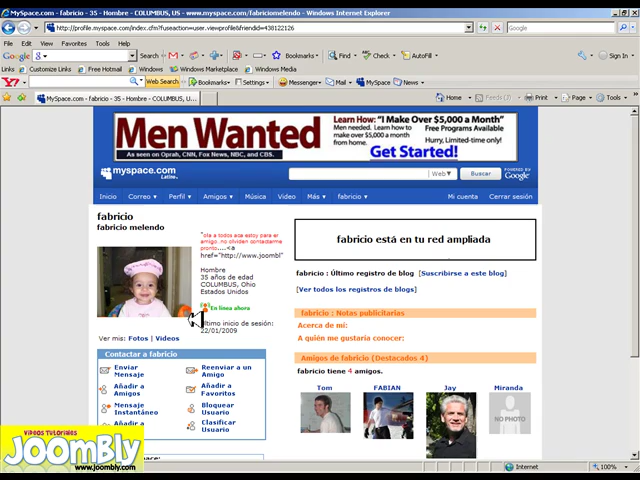 MySpace.com - fabricio - 35 - Hombre - COLUMBUS, US - www.myspace.com/fabriciomelendo - Windows Internet Explorer
http://profile.myspace.com/index.cfm?fuseaction=user.viewprofile&friendid=438122126
Google
File Edit View Favorites Tools Help
Google Search Bookmarks Find Check AutoFill Sign In
Links Customize Links Free Hotmail Windows Windows Marketplace Windows Media
Y! Web Search Bookmarks Settings Messenger Mail MySpace News
MySpace.com - fabricio - 35 - Hombre - COLUMBUS, U...
Home Feeds (3) Print Page Tools
Men Wanted
As seen on Oprah, CNN, Fox News, NBC, and CBS.
Learn How: "I Make Over $5,000 a Month"
Men needed. Learn how to make over $5,000 a month from home.
Free Programs Available
Hurry, Limited-time only!
Get Started!
myspace.com
Latino
Web Buscar
POWERED BY Google
Inicio Correo Perfil Amigos Música Video Más fabricio Mi cuenta Cerrar sesión
fabricio
fabricio melendo
"ola a todos aca estoy para el
amigo ..no olviden contactarme
pronto....<a
href="http://www.joombl"
Hombre
35 años de edad
COLUMBUS, Ohio
Estados Unidos
En línea ahora
Último inicio de sesión:
22/01/2009
Ver mis: Fotos | Videos
Contactar a fabricio
Enviar Mensaje
Reenviar a un Amigo
Añadir a Amigos
Añadir a Favoritos
Mensaje Instantáneo
Bloquear Usuario
Añadir a
Clasificar Usuario
fabricio está en tu red ampliada
fabricio : Último registro de blog [Suscribirse a este blog]
[Ver todos los registros de blogs]
fabricio : Notas publicitarias
Acerca de mí:
A quién me gustaría conocer:
Amigos de fabricio (Destacados 4)
fabricio tiene 4 amigos.
Tom FABIAN Jay Miranda
NO PHOTO
VIDEOS TUTORIALES
JOOMBLY
www.joombly.com
Internet 100%